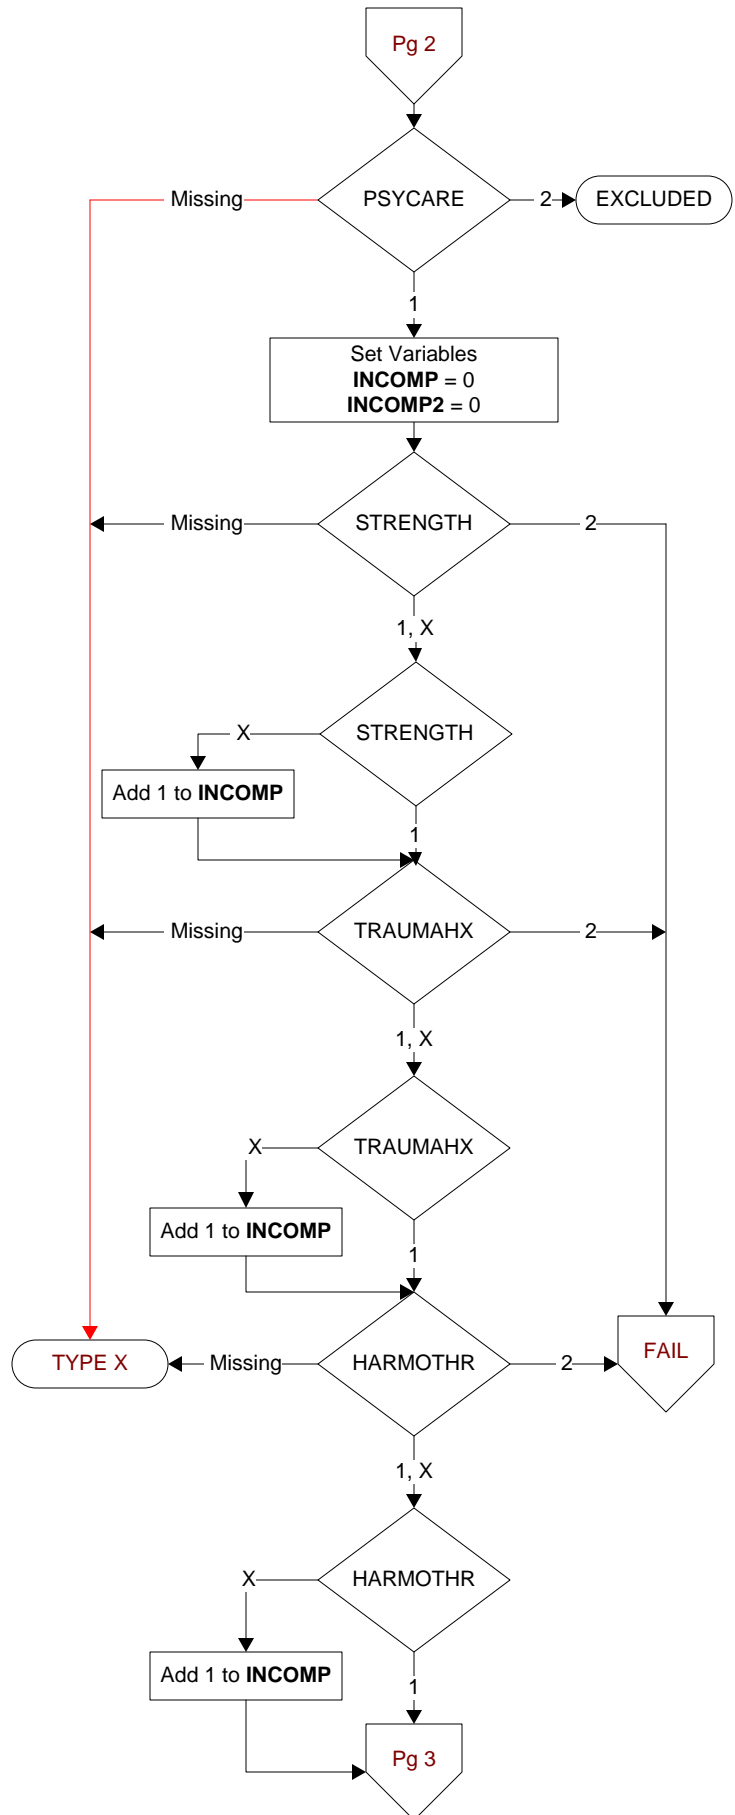 Pg 2
Missing
PSYCARE
2
EXCLUDED
1
Set Variables
INCOMP = 0
INCOMP2 = 0
Missing
STRENGTH
2
1, X
X
STRENGTH
Add 1 to INCOMP
1
Missing
TRAUMAHX
2
1, X
X
TRAUMAHX
Add 1 to INCOMP
1
TYPE X
Missing
HARMOTHR
2
FAIL
1, X
X
HARMOTHR
Add 1 to INCOMP
1
Pg 3